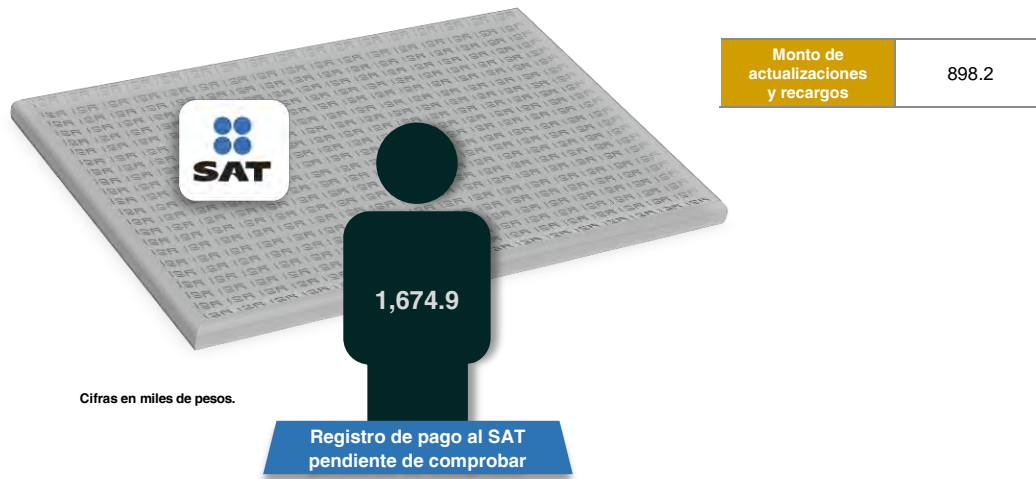 SAT
1,674.9
Cifras en miles de pesos.
Registro de pago al SAT
pendiente de comprobar
Monto de
actualizaciones
y recargos
898.2